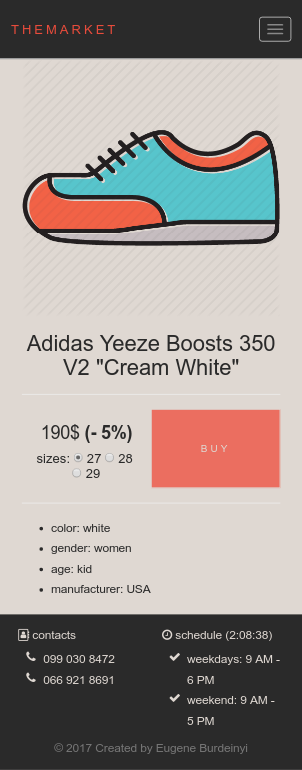 THEMARKET
Adidas Yeeze Boosts 350
V2 "Cream White"
190$ (- 5%)
sizes: 27 28
29
BUY
color: white
gender: women
age: kid
manufacturer: USA
contacts
099 030 8472
066 921 8691
schedule (2:08:38)
weekdays: 9 AM -
6 PM
weekend: 9 AM -
5 PM
© 2017 Created by Eugene Burdeinyi